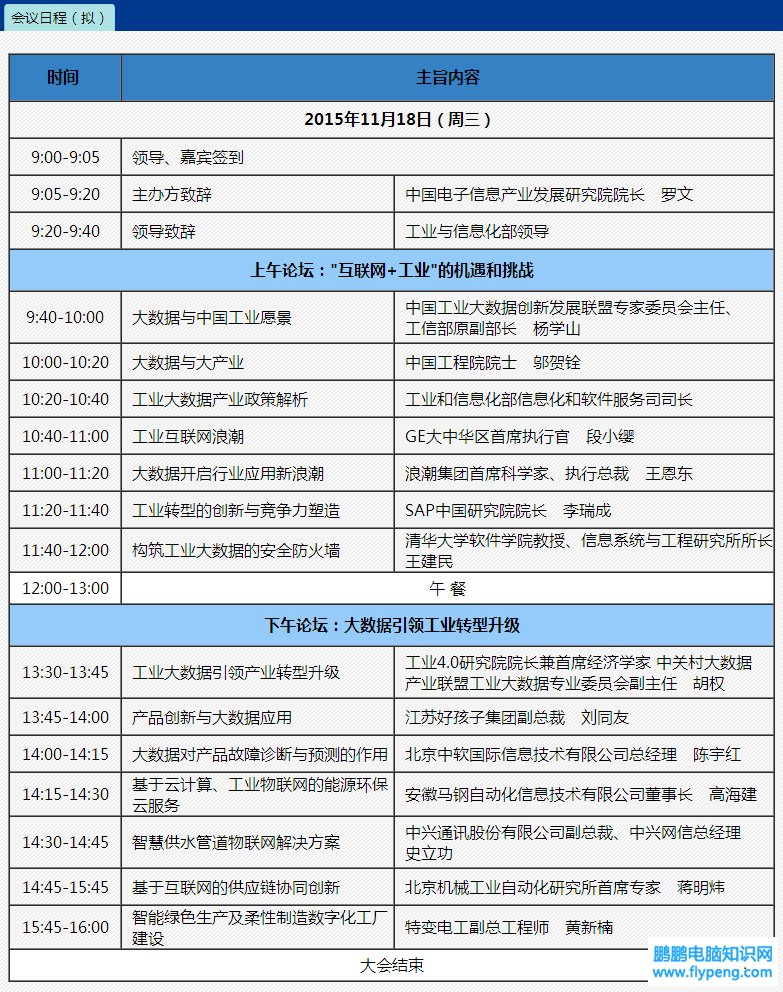 会议日程（拟）
时间 主旨内容
2015年11月18日（周三）
9:00-9:05 领导、嘉宾签到
9:05-9:20 主办方致辞 中国电子信息产业发展研究院院长 罗文
9:20-9:40 领导致辞 工业与信息化部领导
上午论坛："互联网+工业"的机遇和挑战
9:40-10:00 大数据与中国工业愿景 中国工业大数据创新发展联盟专家委员会主任、
工信部原副部长 杨学山
10:00-10:20 大数据与大产业 中国工程院院士 邬贺铨
10:20-10:40 工业大数据产业政策解析 工业和信息化部信息化和软件服务司司长
10:40-11:00 工业互联网浪潮 GE大中华区首席执行官 段小缨
11:00-11:20 大数据开启行业应用新浪潮 浪潮集团首席科学家、执行总裁 王恩东
11:20-11:40 工业转型的创新与竞争力塑造 SAP中国研究院院长 李瑞成
11:40-12:00 构筑工业大数据的安全防火墙 清华大学软件学院教授、信息系统与工程研究所所长
王建民
12:00-13:00 午 餐
下午论坛：大数据引领工业转型升级
13:30-13:45 工业大数据引领产业转型升级 工业4.0研究院院长兼首席经济学家 中关村大数据
产业联盟工业大数据专业委员会副主任 胡权
13:45-14:00 产品创新与大数据应用 江苏好孩子集团副总裁 刘同友
14:00-14:15 大数据对产品故障诊断与预测的作用 北京中软国际信息技术有限公司总经理 陈宇红
14:15-14:30 基于云计算、工业物联网的能源环保
云服务 安徽马钢自动化信息技术有限公司董事长 高海建
14:30-14:45 智慧供水管道物联网解决方案 中兴通讯股份有限公司副总裁、中兴网信总经理
史立功
14:45-15:45 基于互联网的供应链协同创新 北京机械工业自动化研究所首席专家 蒋明炜
15:45-16:00 智能绿色生产及柔性制造数字化工厂
建设 特变电工副总工程师 黄新楠
大会结束
鹏鹏电脑知识网
www.flypeng.com